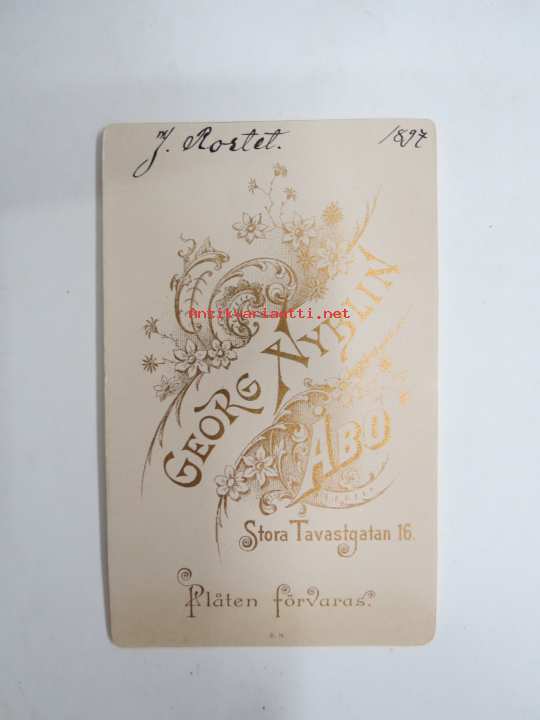 J. Rostet. 1897
Antikvariaatti.net
GEORG NYBLIN
ÅBO
Stora Tavastgatan 16.
Plåten förvaras.